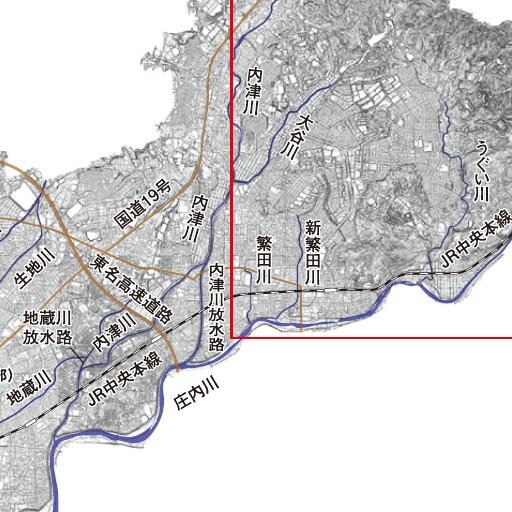 内津川
大谷川
うぐい川
国道19号
内津川
繁田川
新繁田川
JR中央本線
生地川
東名高速道路
内津川放水路
地蔵川
放水路
内津川
地蔵川
JR中央本線
庄内川